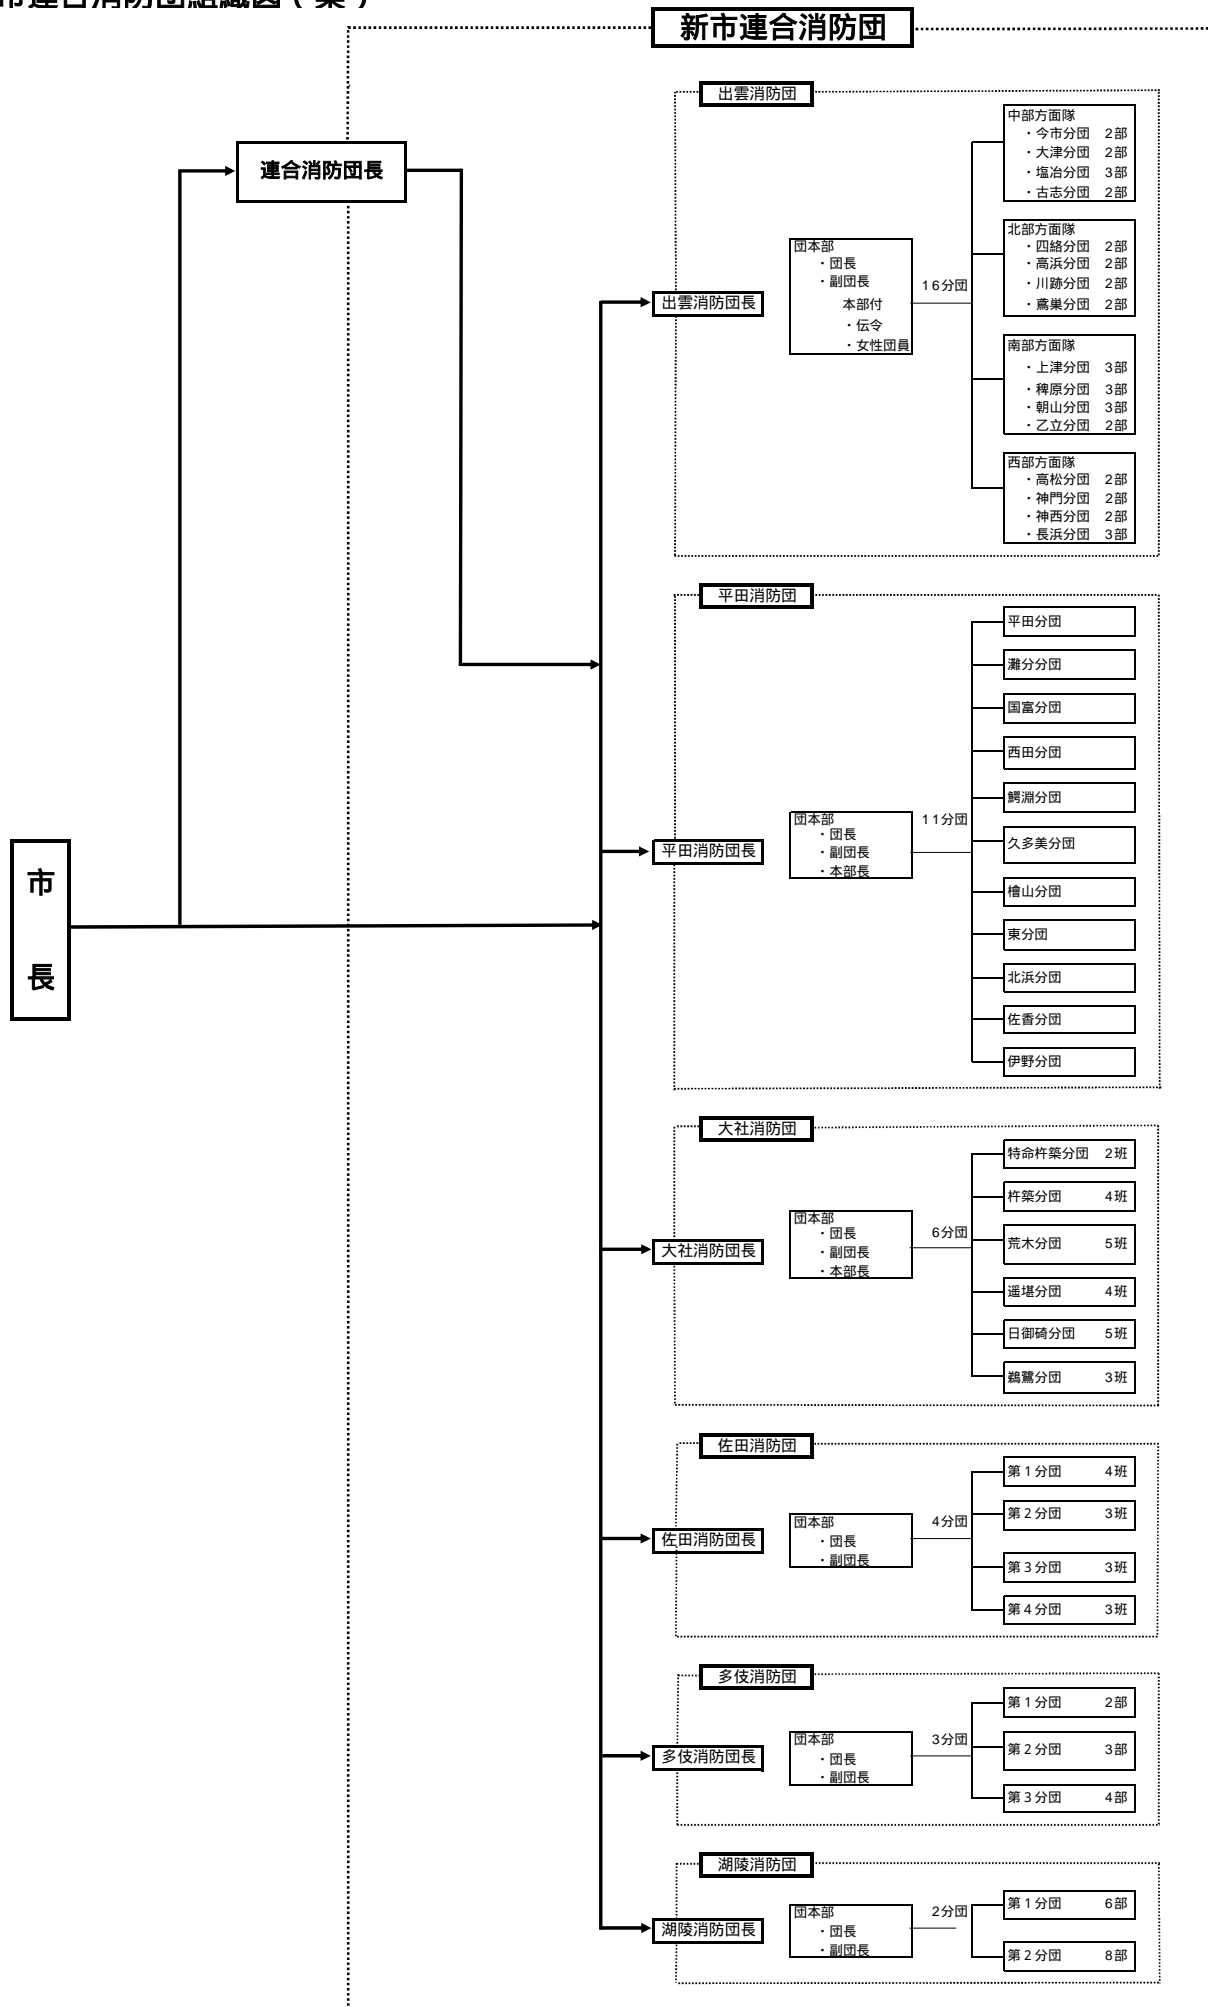 市連合消防団組織図（案）
新市連合消防団
連合消防団長
市
長
出雲消防団
出雲消防団長
団本部
・団長
・副団長
本部付
・伝令
・女性団員
16分団
中部方面隊
・今市分団 2部
・大津分団 2部
・塩冶分団 3部
・古志分団 2部
北部方面隊
・四絡分団 2部
・高浜分団 2部
・川跡分団 2部
・鳶巣分団 2部
南部方面隊
・上津分団 3部
・稗原分団 3部
・朝山分団 3部
・乙立分団 2部
西部方面隊
・高松分団 2部
・神門分団 2部
・神西分団 2部
・長浜分団 3部
平田消防団
平田消防団長
団本部
・団長
・副団長
・本部長
11分団
平田分団
灘分分団
国富分団
西田分団
鰐淵分団
久多美分団
檜山分団
東分団
北浜分団
佐香分団
伊野分団
大社消防団
大社消防団長
団本部
・団長
・副団長
・本部長
6分団
特命杵築分団 2班
杵築分団 4班
荒木分団 5班
遥堪分団 4班
日御碕分団 5班
鵜鷺分団 3班
佐田消防団
佐田消防団長
団本部
・団長
・副団長
4分団
第1分団 4班
第2分団 3班
第3分団 3班
第4分団 3班
多伎消防団
多伎消防団長
団本部
・団長
・副団長
3分団
第1分団 2部
第2分団 3部
第3分団 4部
湖陵消防団
湖陵消防団長
団本部
・団長
・副団長
2分団
第1分団 6部
第2分団 8部